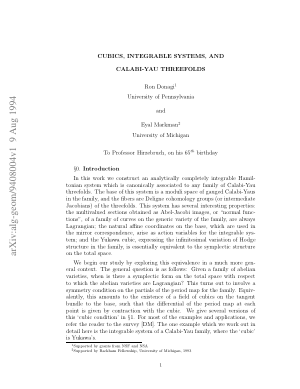 arXiv:alg-geom/9408004v1 9 Aug 1994
CUBICS, INTEGRABLE SYSTEMS, AND
CALABI-YAU THREEFOLDS
Ron Donagi¹
University of Pennsylvania
and
Eyal Markman²
University of Michigan
To Professor Hirzebruch, on his 65th birthday
§0. Introduction
In this work we construct an analytically completely integrable Hamil-
tonian system which is canonically associated to any family of Calabi-Yau
threefolds. The base of this system is a moduli space of gauged Calabi-Yaus
in the family, and the fibers are Deligne cohomology groups (or intermediate
Jacobians) of the threefolds. This system has several interesting properties:
the multivalued sections obtained as Abel-Jacobi images, or "normal func-
tions", of a family of curves on the generic variety of the family, are always
Lagrangian; the natural affine coordinates on the base, which are used in
the mirror correspondence, arise as action variables for the integrable sys-
tem; and the Yukawa cubic, expressing the infinitesimal variation of Hodge
structure in the family, is essentially equivalent to the symplectic structure
on the total space.
We begin our study by exploring this equivalence in a much more gen-
eral context. The general question is as follows: Given a family of abelian
varieties, when is there a symplectic form on the total space with respect
to which the abelian varieties are Lagrangian? This turns out to involve a
symmetry condition on the partials of the period map for the family. Equiv-
alently, this amounts to the existence of a field of cubics on the tangent
bundle to the base, such that the differential of the period map at each
point is given by contraction with the cubic. We give several versions of
this 'cubic condition' in §1. For most of the examples and applications, we
refer the reader to the survey [DM]. The one example which we work out in
detail here is the integrable system of a Calabi-Yau family, where the 'cubic'
is Yukawa's.
¹Supported by grants from NSF and NSA.
²Supported by Rackham Fellowship, University of Michigan, 1993
1